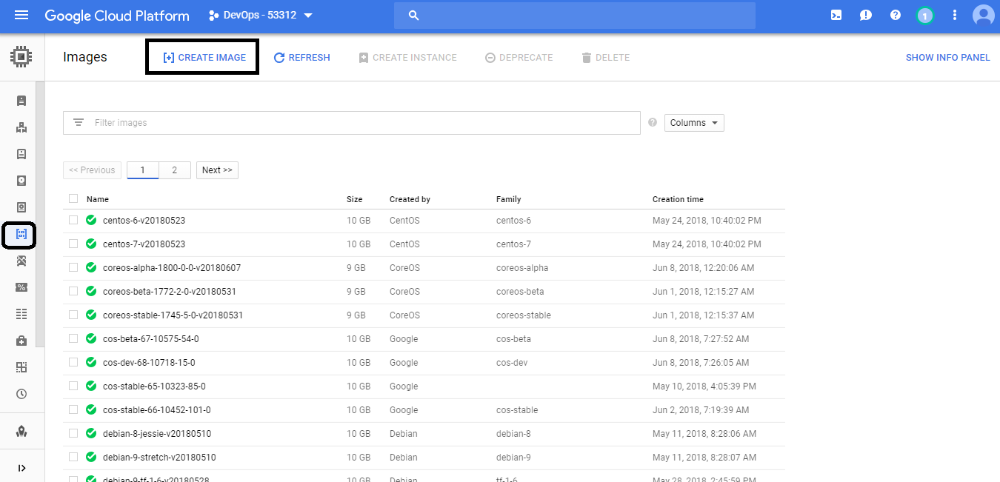 Google Cloud Platform DevOps - 53312 1
Images CREATE IMAGE REFRESH CREATE INSTANCE DEPRECATE DELETE SHOW INFO PANEL
Filter images Columns
<< Previous 1 2 Next >>
Name Size Created by Family Creation time
centos-6-v20180523 10 GB CentOS centos-6 May 24, 2018, 10:40:02 PM
centos-7-v20180523 10 GB CentOS centos-7 May 24, 2018, 10:40:02 PM
coreos-alpha-1800-0-0-v20180607 9 GB CoreOS coreos-alpha Jun 8, 2018, 12:20:06 AM
coreos-beta-1772-2-0-v20180531 9 GB CoreOS coreos-beta Jun 1, 2018, 12:15:27 AM
coreos-stable-1745-5-0-v20180531 9 GB CoreOS coreos-stable Jun 1, 2018, 12:15:37 AM
cos-beta-67-10575-54-0 10 GB Google cos-beta Jun 8, 2018, 7:27:52 AM
cos-dev-68-10718-15-0 10 GB Google cos-dev Jun 8, 2018, 7:26:05 AM
cos-stable-65-10323-85-0 10 GB Google May 10, 2018, 4:05:39 PM
cos-stable-66-10452-101-0 10 GB Google cos-stable Jun 2, 2018, 7:19:39 AM
debian-8-jessie-v20180510 10 GB Debian debian-8 May 11, 2018, 8:28:06 AM
debian-9-stretch-v20180510 10 GB Debian debian-9 May 11, 2018, 8:28:07 AM
debian-9-tf-1-6-v20180528 10 GB Debian tf-1-6 May 28, 2018, 2:45:59 PM